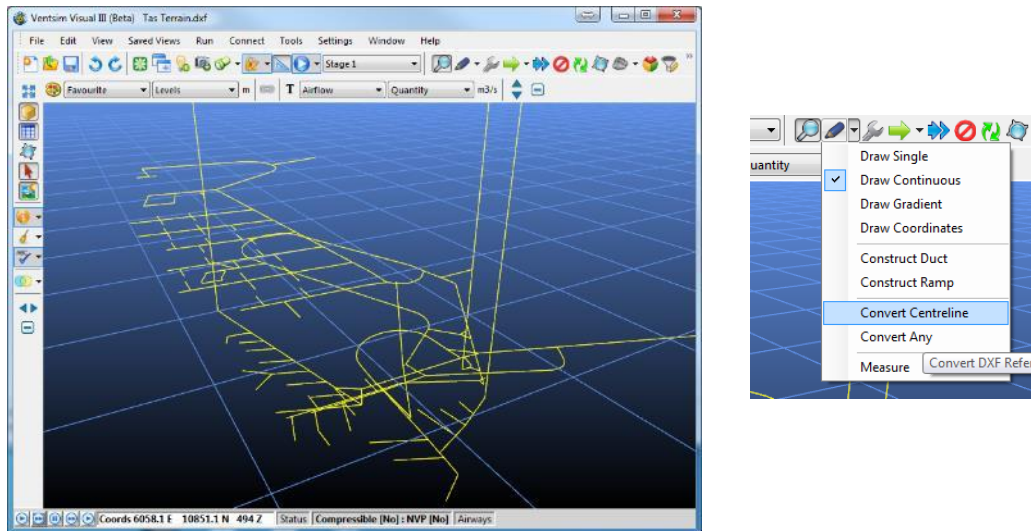 Ventsim Visual III (Beta) Tas Terrain.dxf
File Edit View Saved Views Run Connect Tools Settings Window Help
Stage 1
Favourite Levels m T Airflow Quantity m3/s
Coords 6058.1 E 10851.1 N 494 Z Status Compressible [No] : NVP [No] Airways
uantity
Draw Single
Draw Continuous
Draw Gradient
Draw Coordinates
Construct Duct
Construct Ramp
Convert Centreline
Convert Any
Measure
Convert DXF Refe